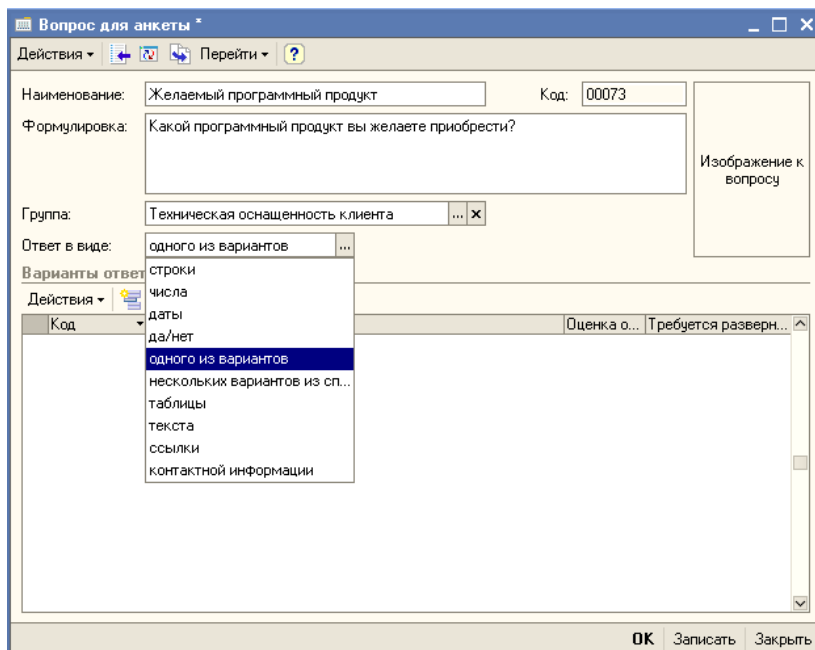 Вопрос для анкеты *
Действия Перейти ?
Наименование: Желаемый программный продукт Код: 00073
Формулировка: Какой программный продукт вы желаете приобрести?
Изображение к
вопросу
Группа: Техническая оснащенность клиента ... x
Ответ в виде: одного из вариантов ...
Варианты ответ
строки
Действия
числа
даты
Код Оценка о... Требуется разверн...
да/нет
одного из вариантов
нескольких вариантов из сп...
таблицы
текста
ссылки
контактной информации
OK Записать Закрыть